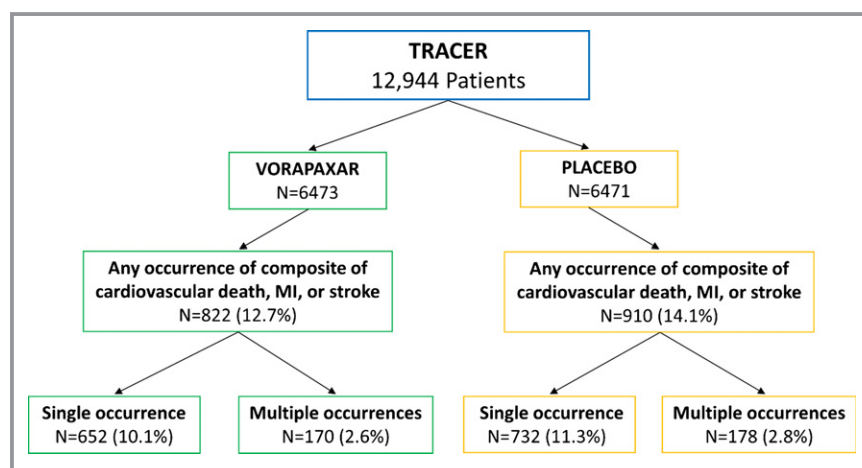 TRACER
12,944 Patients
VORAPAXAR
N=6473
PLACEBO
N=6471
Any occurrence of composite of
cardiovascular death, MI, or stroke
N=822 (12.7%)
Any occurrence of composite of
cardiovascular death, MI, or stroke
N=910 (14.1%)
Single occurrence
N=652 (10.1%)
Multiple occurrences
N=170 (2.6%)
Single occurrence
N=732 (11.3%)
Multiple occurrences
N=178 (2.8%)